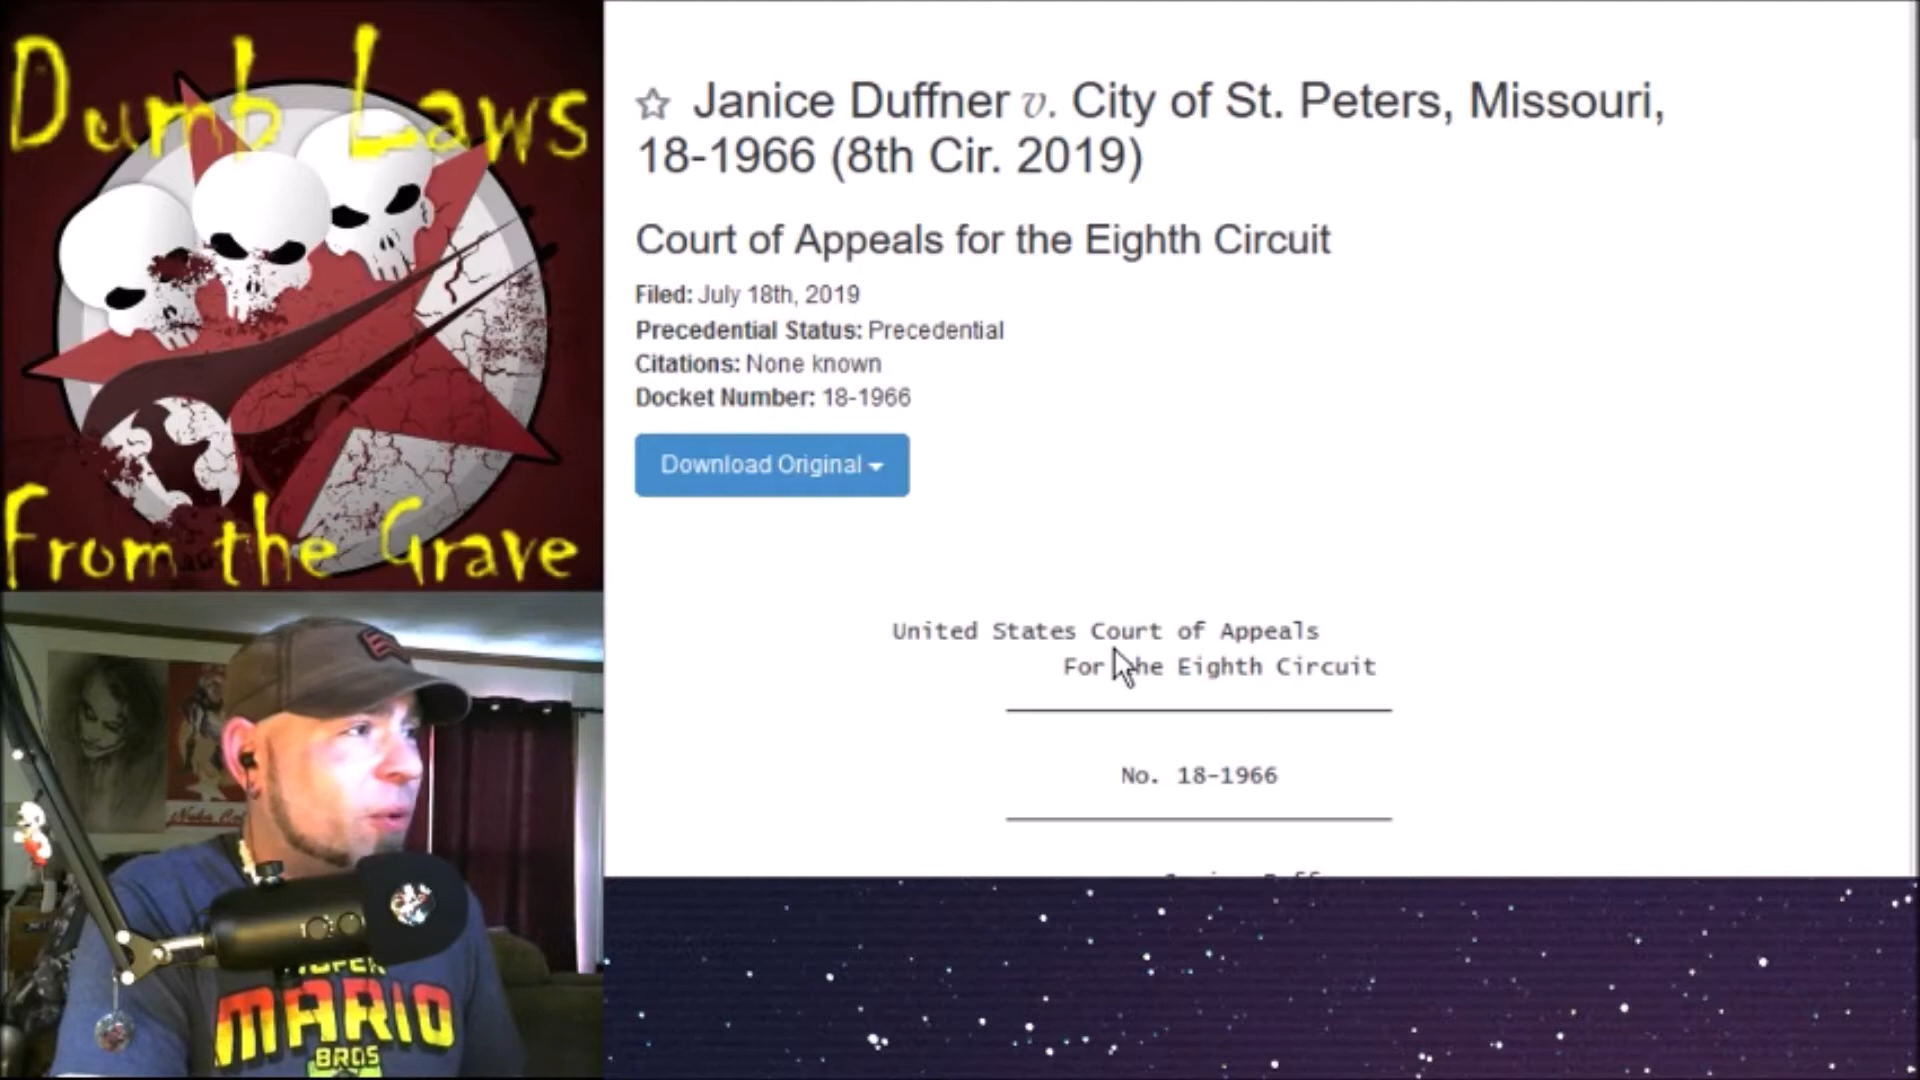 Dumb Laws
From the Grave
Janice Duffner v. City of St. Peters, Missouri,
18-1966 (8th Cir. 2019)
Court of Appeals for the Eighth Circuit
Filed: July 18th, 2019
Precedential Status: Precedential
Citations: None known
Docket Number: 18-1966
Download Original
United States Court of Appeals
For the Eighth Circuit
No. 18-1966
SUPER
MARIO
BROS